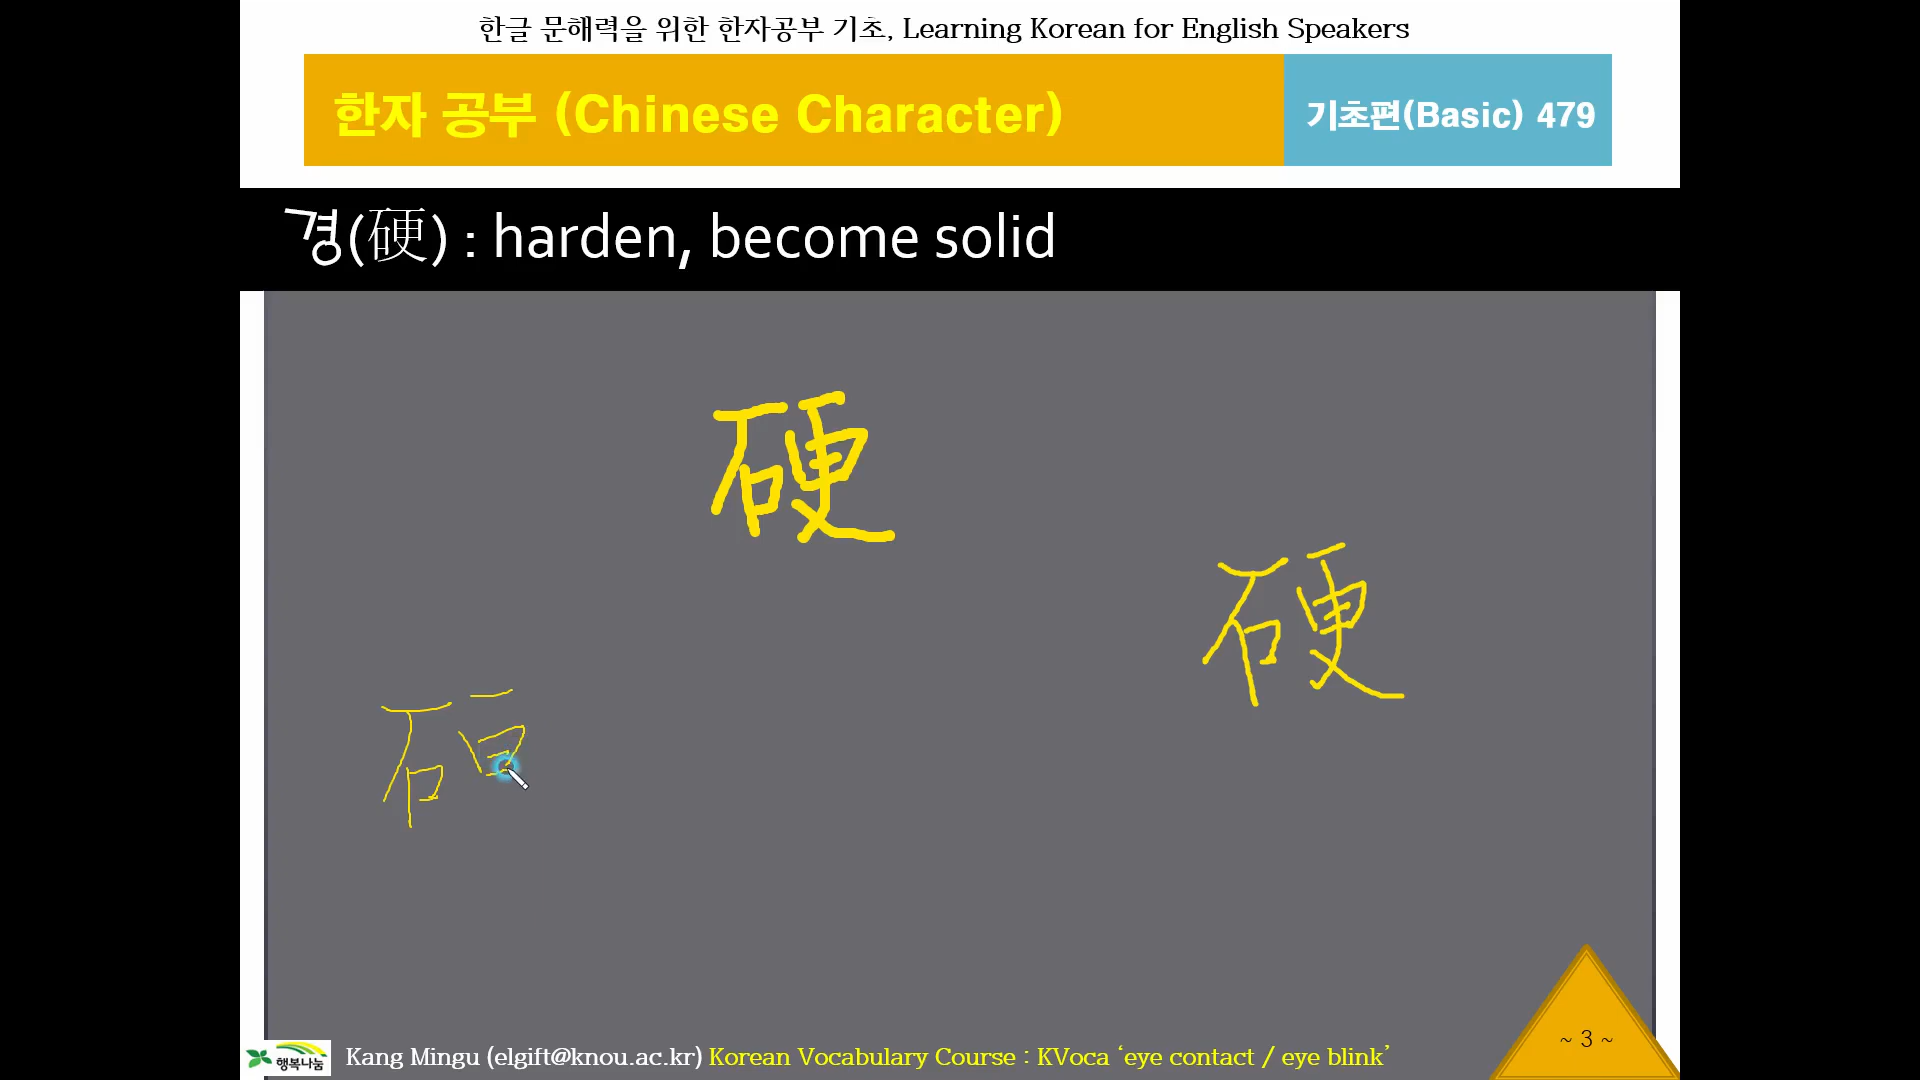 한글 문해력을 위한 한자공부 기초, Learning Korean for English Speakers
한자 공부 (Chinese Character)
기초편(Basic) 479
경(硬) : harden, become solid
硬
硬
~ 3 ~
행복나눔
Kang Mingu (elgift@knou.ac.kr) Korean Vocabulary Course : KVoca ‘eye contact / eye blink’